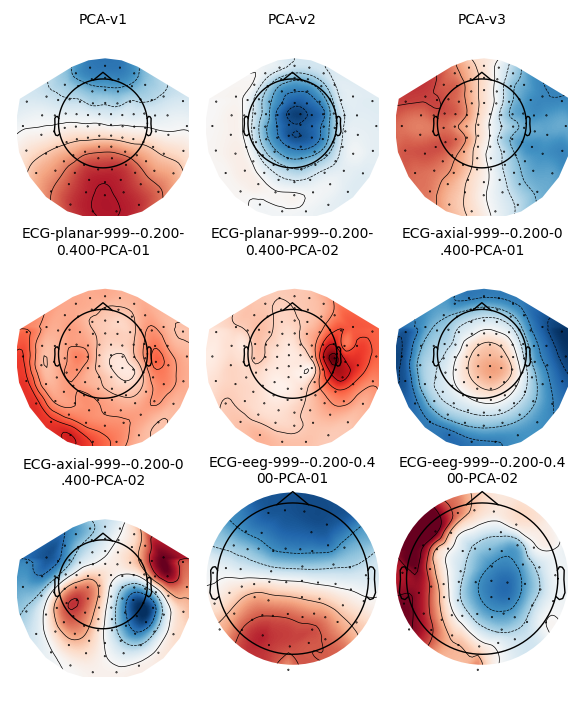 PCA-v1
PCA-v2
PCA-v3
ECG-planar-999--0.200-
0.400-PCA-01
ECG-planar-999--0.200-
0.400-PCA-02
ECG-axial-999--0.200-0
.400-PCA-01
ECG-axial-999--0.200-0
.400-PCA-02
ECG-eeg-999--0.200-0.4
00-PCA-01
ECG-eeg-999--0.200-0.4
00-PCA-02